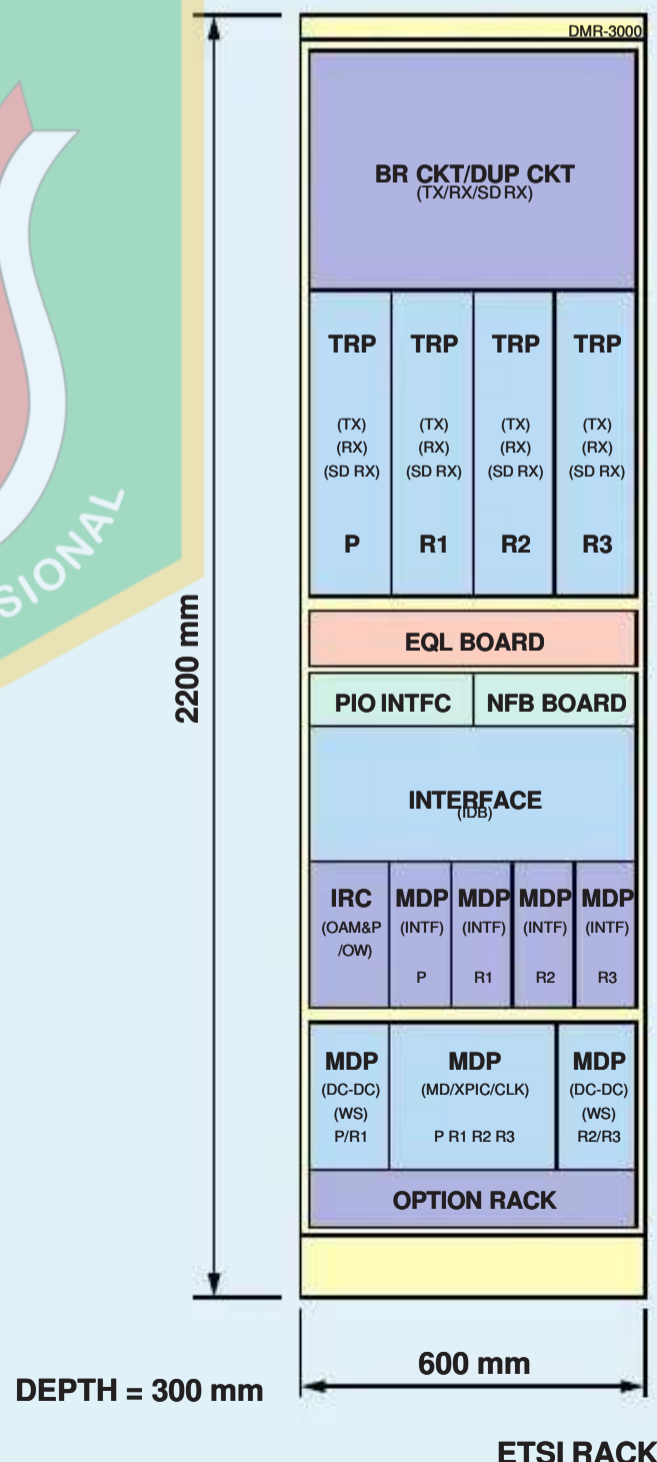 DMR-3000
BR CKT/DUP CKT
(TX/RX/SD RX)
TRP TRP TRP TRP
(TX) (TX) (TX) (TX)
(RX) (RX) (RX) (RX)
(SD RX) (SD RX) (SD RX) (SD RX)
P R1 R2 R3
SIONAL
2200 mm
EQL BOARD
PIO INTFC NFB BOARD
INTERFACE
(IDB)
IRC MDP MDP MDP MDP
(OAM&P (INTF) (INTF) (INTF) (INTF)
/OW)
P R1 R2 R3
MDP MDP MDP
(DC-DC) (MD/XPIC/CLK) (DC-DC)
(WS) (WS)
P/R1 P R1 R2 R3 R2/R3
OPTION RACK
600 mm
DEPTH = 300 mm
ETSI RACK